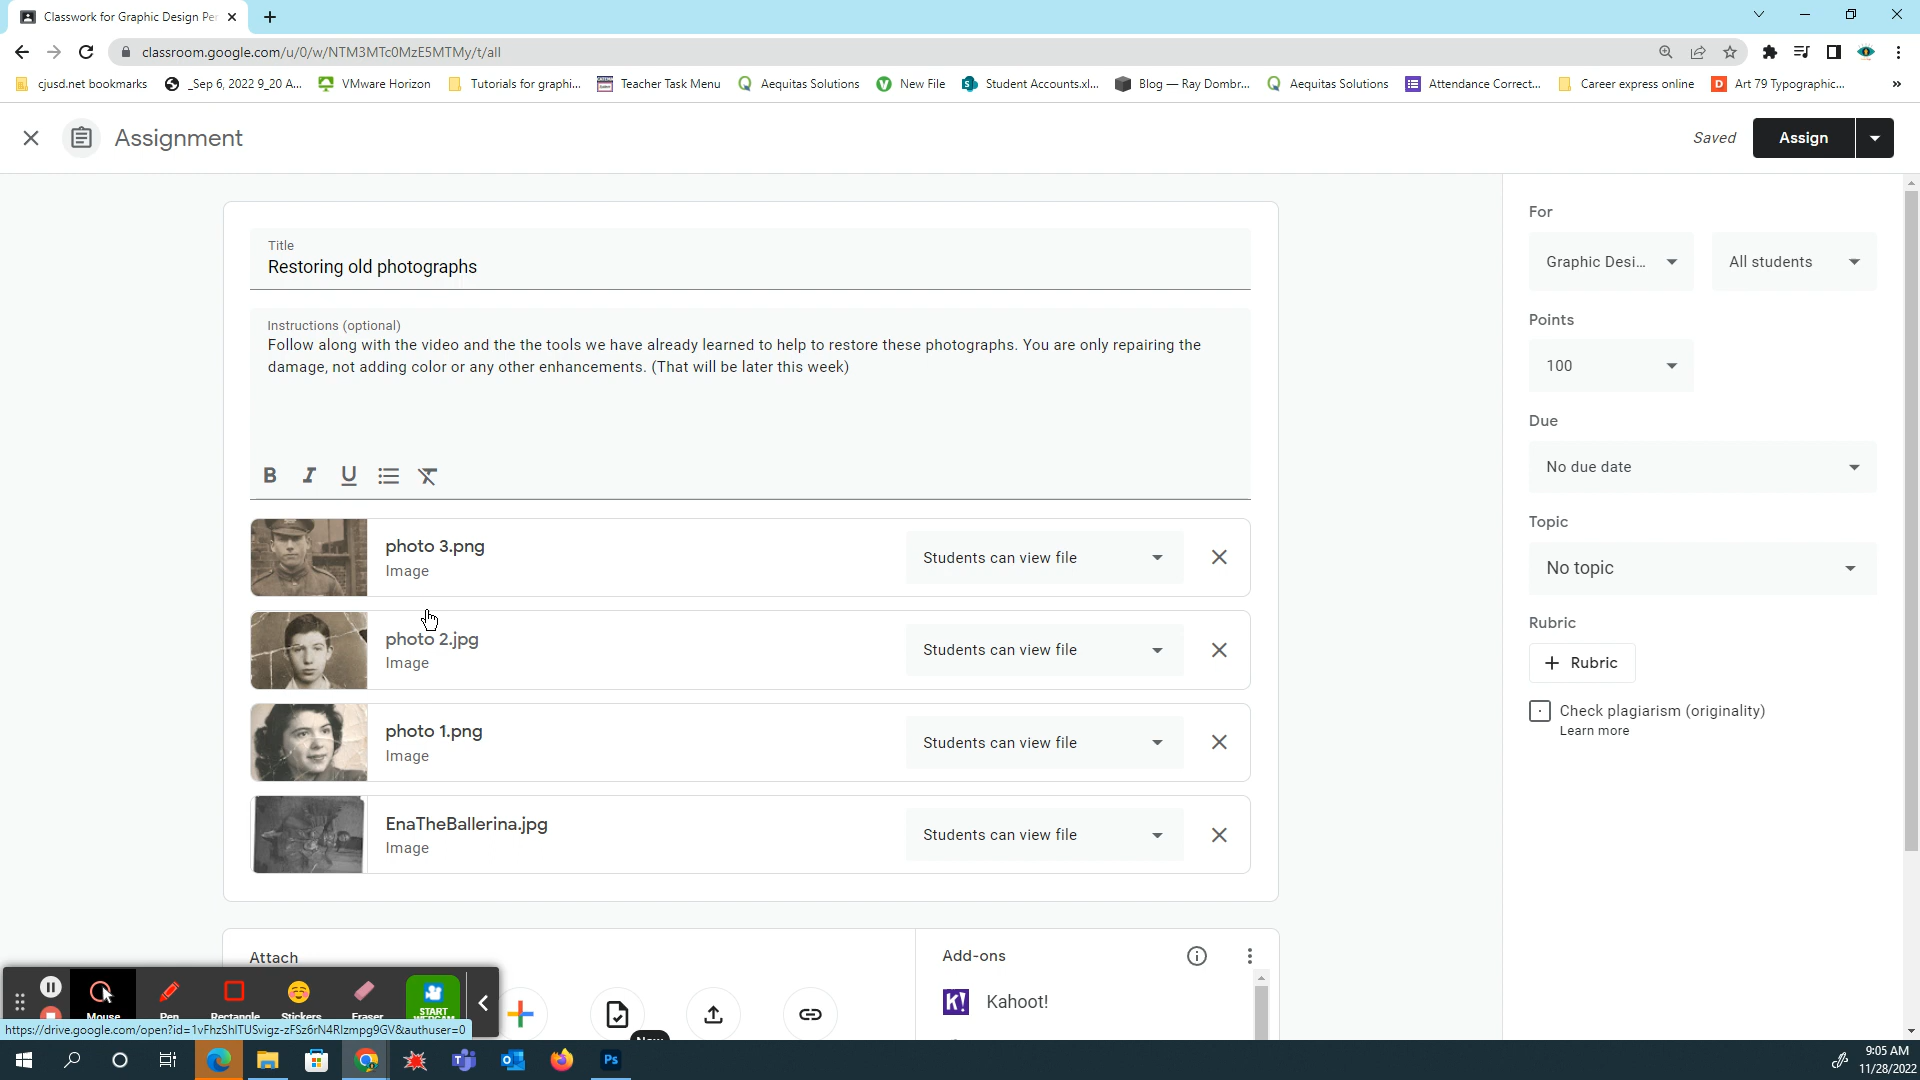 Classwork for Graphic Design Per
classroom.google.com/u/0/w/NTM3MTc0MzE5MTMy/t/all
cjusd.net bookmarks
_Sep 6, 2022 9_20 A...
VMware Horizon
Tutorials for graphi...
Teacher Task Menu
Aequitas Solutions
New File
Student Accounts.xl...
Blog — Ray Dombr...
Aequitas Solutions
Attendance Correct...
Career express online
Art 79 Typographic...
Assignment
Saved
Assign
Title
Restoring old photographs
Instructions (optional)
Follow along with the video and the the tools we have already learned to help to restore these photographs. You are only repairing the
damage, not adding color or any other enhancements. (That will be later this week)
B I U
photo 3.png
Image
Students can view file
photo 2.jpg
Image
Students can view file
photo 1.png
Image
Students can view file
EnaTheBallerina.jpg
Image
Students can view file
Attach
Add-ons
K! Kahoot!
For
Graphic Desi...
All students
Points
100
Due
No due date
Topic
No topic
Rubric
Rubric
Check plagiarism (originality)
Learn more
Mouse
Pen
Rectangle
Stickers
Eraser
START
WEBCAM
New
https://drive.google.com/open?id=1vFhzShlTUSvigz-zFSz6rN4Rlzmpg9GV&authuser=0
Ps
9:05 AM
11/28/2022